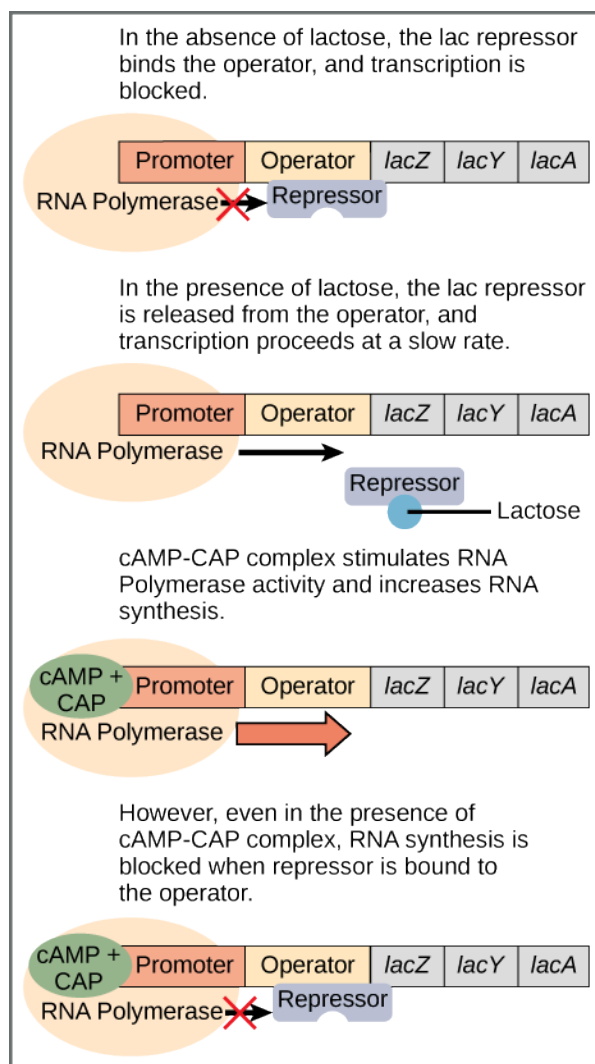 In the absence of lactose, the lac repressor
binds the operator, and transcription is
blocked.
Promoter Operator lacZ lacY lacA
RNA Polymerase Repressor
In the presence of lactose, the lac repressor
is released from the operator, and
transcription proceeds at a slow rate.
Promoter Operator lacZ lacY lacA
RNA Polymerase
Repressor
Lactose
cAMP-CAP complex stimulates RNA
Polymerase activity and increases RNA
synthesis.
cAMP +
CAP
Promoter Operator lacZ lacY lacA
RNA Polymerase
However, even in the presence of
cAMP-CAP complex, RNA synthesis is
blocked when repressor is bound to
the operator.
cAMP +
CAP
Promoter Operator lacZ lacY lacA
RNA Polymerase Repressor